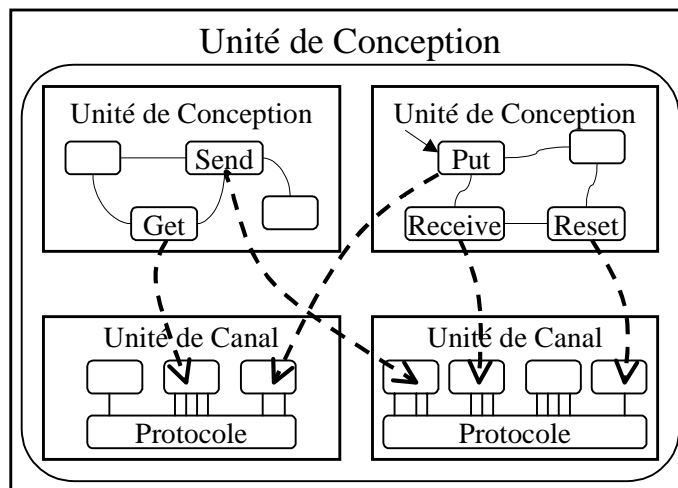 Unité de Conception
Unité de Conception
Send
Get
Unité de Conception
Put
Receive
Reset
Unité de Canal
Protocole
Unité de Canal
Protocole